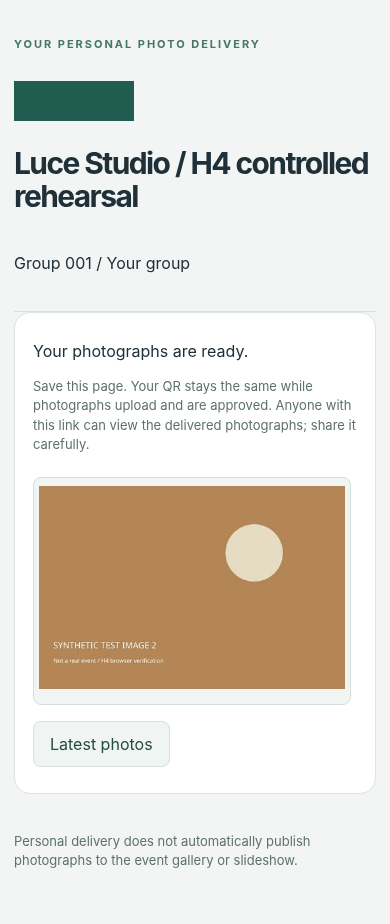 YOUR PERSONAL PHOTO DELIVERY
Luce Studio / H4 controlled
rehearsal
Group 001 / Your group
Your photographs are ready.
Save this page. Your QR stays the same while
photographs upload and are approved. Anyone with
this link can view the delivered photographs; share it
carefully.
SYNTHETIC TEST IMAGE 2
Not a real event / H4 browser verification
Latest photos
Personal delivery does not automatically publish
photographs to the event gallery or slideshow.